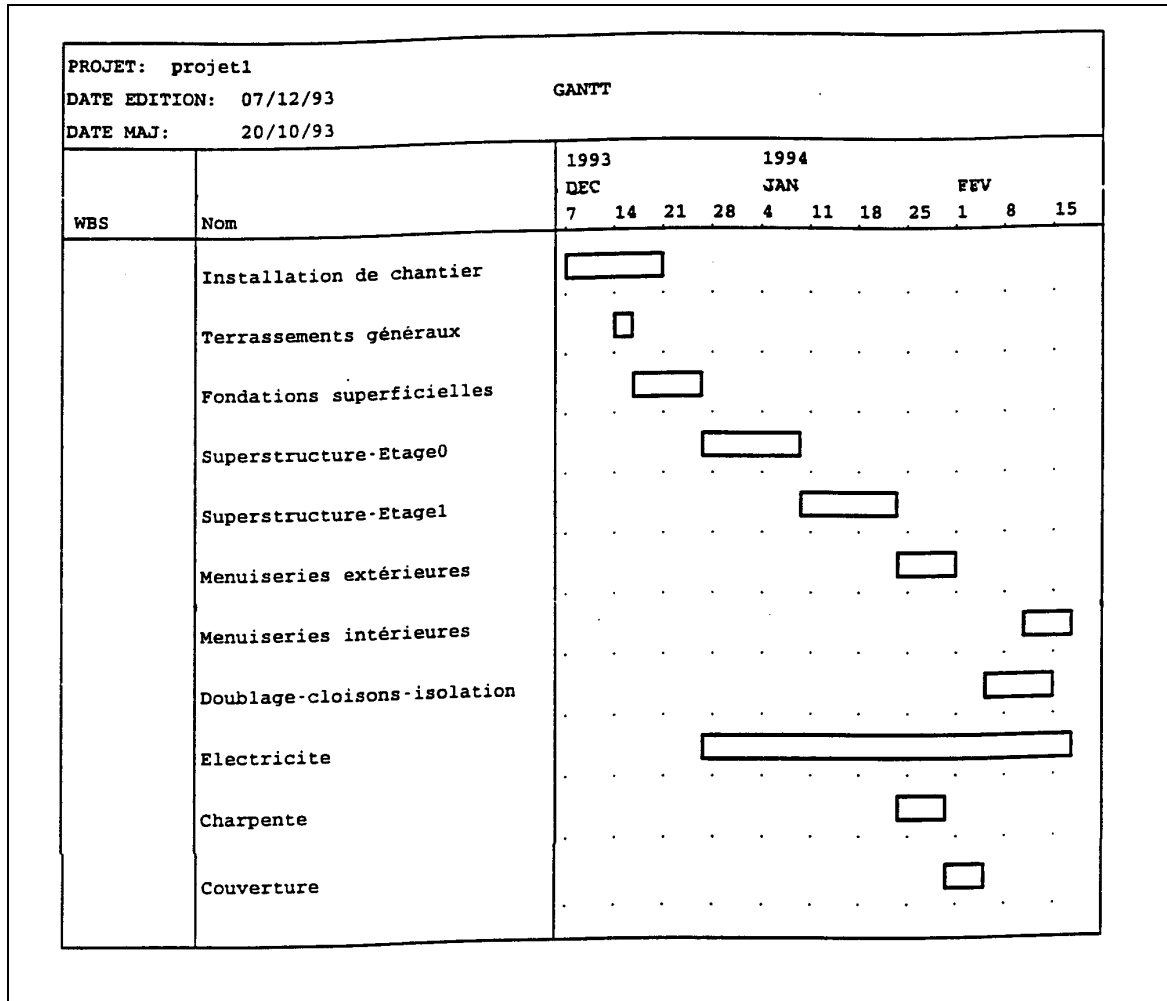 PROJET: projet1
DATE EDITION: 07/12/93
GANTT
DATE MAJ: 20/10/93
1993 1994
DEC JAN FEV
WBS Nom 7 14 21 28 4 11 18 25 1 8 15
Installation de chantier
Terrassements généraux
Fondations superficielles
Superstructure-Etage0
Superstructure-Etage1
Menuiseries extérieures
Menuiseries intérieures
Doublage-cloisons-isolation
Electricite
Charpente
Couverture